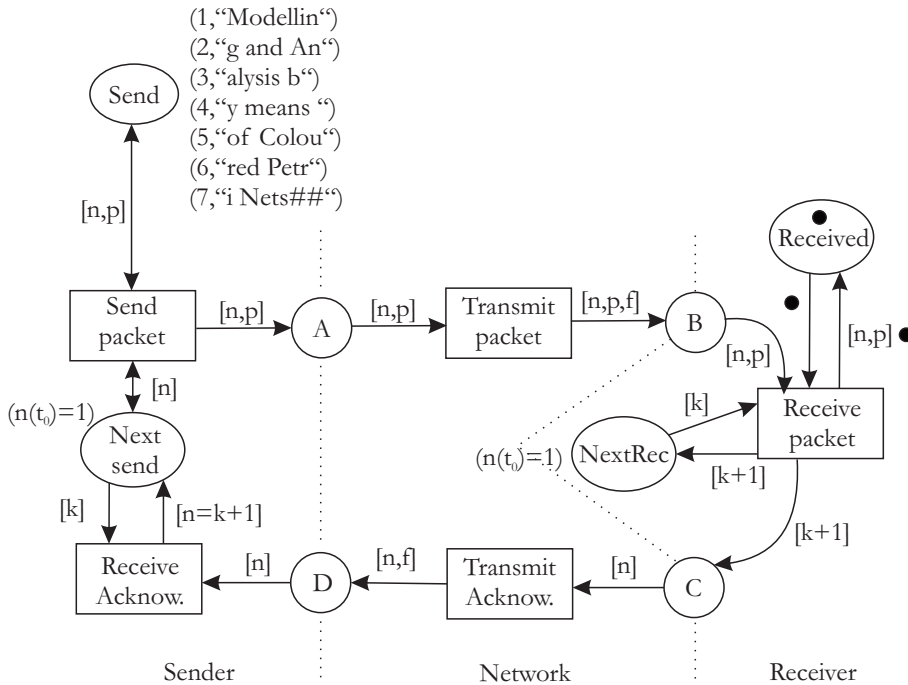 (1,“Modellin“)
(2,“g and An“)
(3,“alysis b“)
(4,“y means “)
(5,“of Colou“)
(6,“red Petr“)
(7,“i Nets##“)
Send
[n,p]
Received
Send
packet
[n,p]
A
[n,p]
Transmit
packet
[n,p,f]
B
[n,p]
[n,p]
[n]
(n(t₀)=1)
Next
send
[k]
[n=k+1]
(n(t₀)=1)
NextRec
[k]
[k+1]
Receive
packet
[k+1]
Receive
Acknow.
[n]
D
[n,f]
Transmit
Acknow.
[n]
C
Sender
Network
Receiver